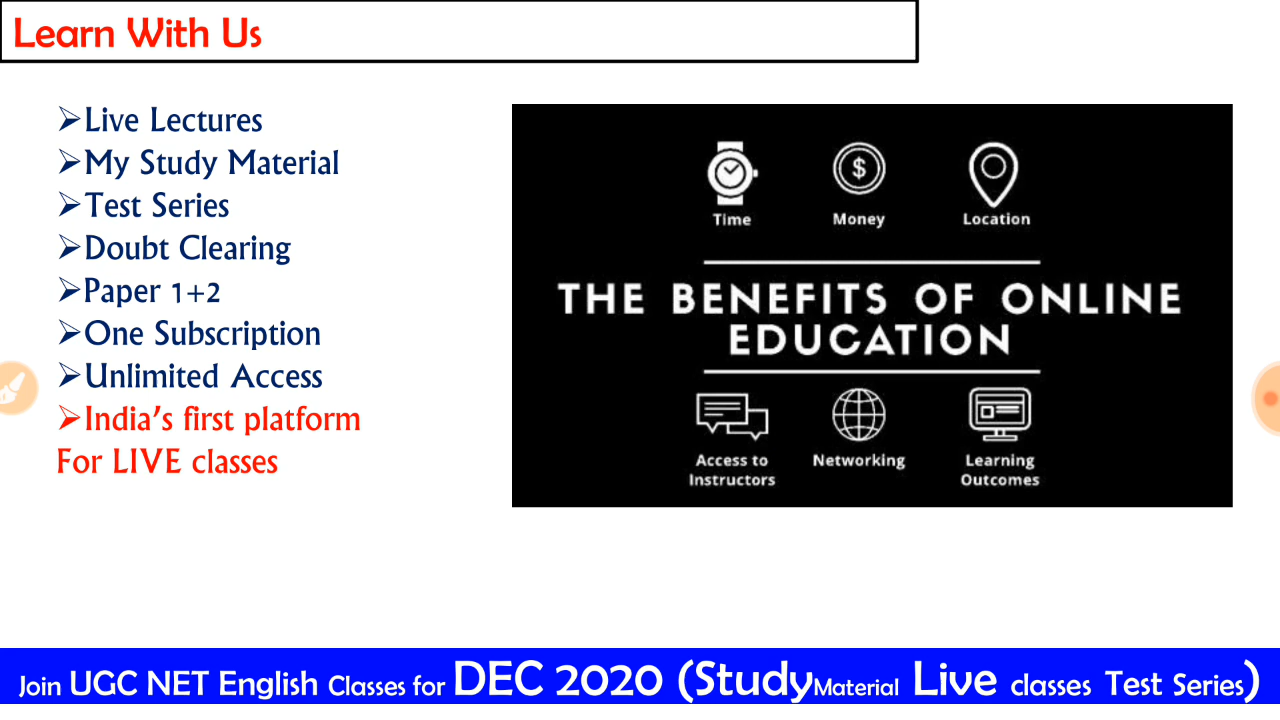 Learn With Us
➢Live Lectures
➢My Study Material
➢Test Series
➢Doubt Clearing
➢Paper 1+2
➢One Subscription
➢Unlimited Access
➢India's first platform
For LIVE classes
Time
Money
Location
THE BENEFITS OF ONLINE
EDUCATION
Access to
Instructors
Networking
Learning
Outcomes
Join UGC NET English Classes for DEC 2020 (StudyMaterial Live classes Test Series)